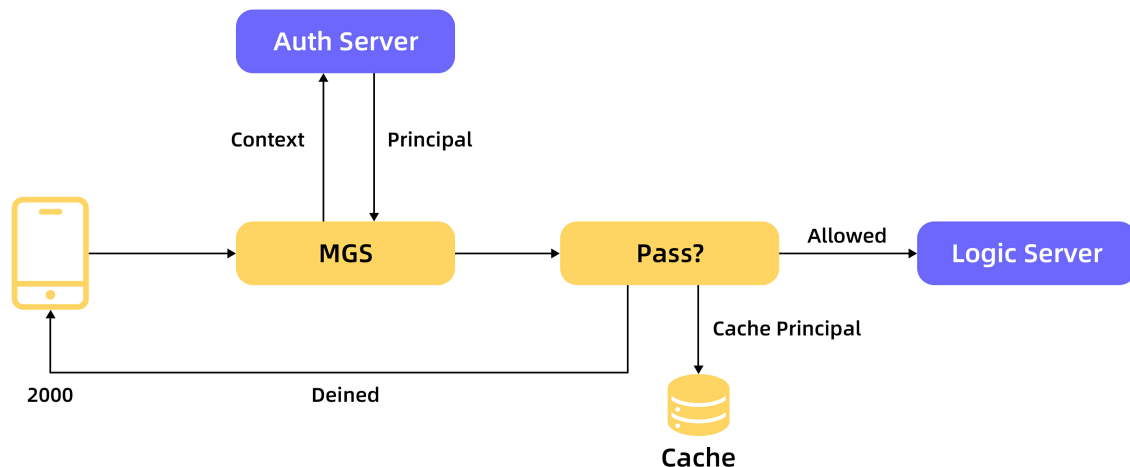 Auth Server
Context
Principal
MGS
Pass?
Allowed
Logic Server
Cache Principal
2000
Deined
Cache